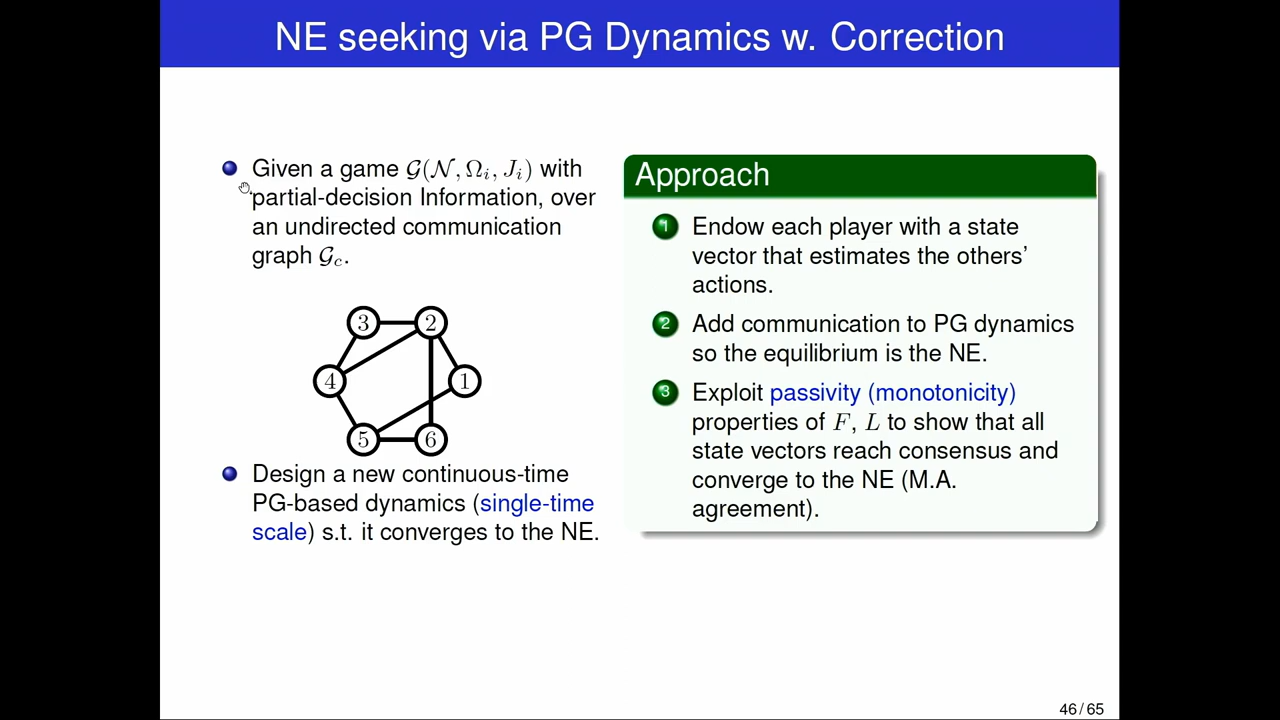 NE seeking via PG Dynamics w. Correction
Given a game 𝒢(𝒩, Ωᵢ, Jᵢ) with
partial-decision Information, over
an undirected communication
graph 𝒢_c.
3 2
4 1
5 6
Design a new continuous-time
PG-based dynamics (single-time
scale) s.t. it converges to the NE.
Approach
1 Endow each player with a state
vector that estimates the others'
actions.
2 Add communication to PG dynamics
so the equilibrium is the NE.
3 Exploit passivity (monotonicity)
properties of F, L to show that all
state vectors reach consensus and
converge to the NE (M.A.
agreement).
46 / 65